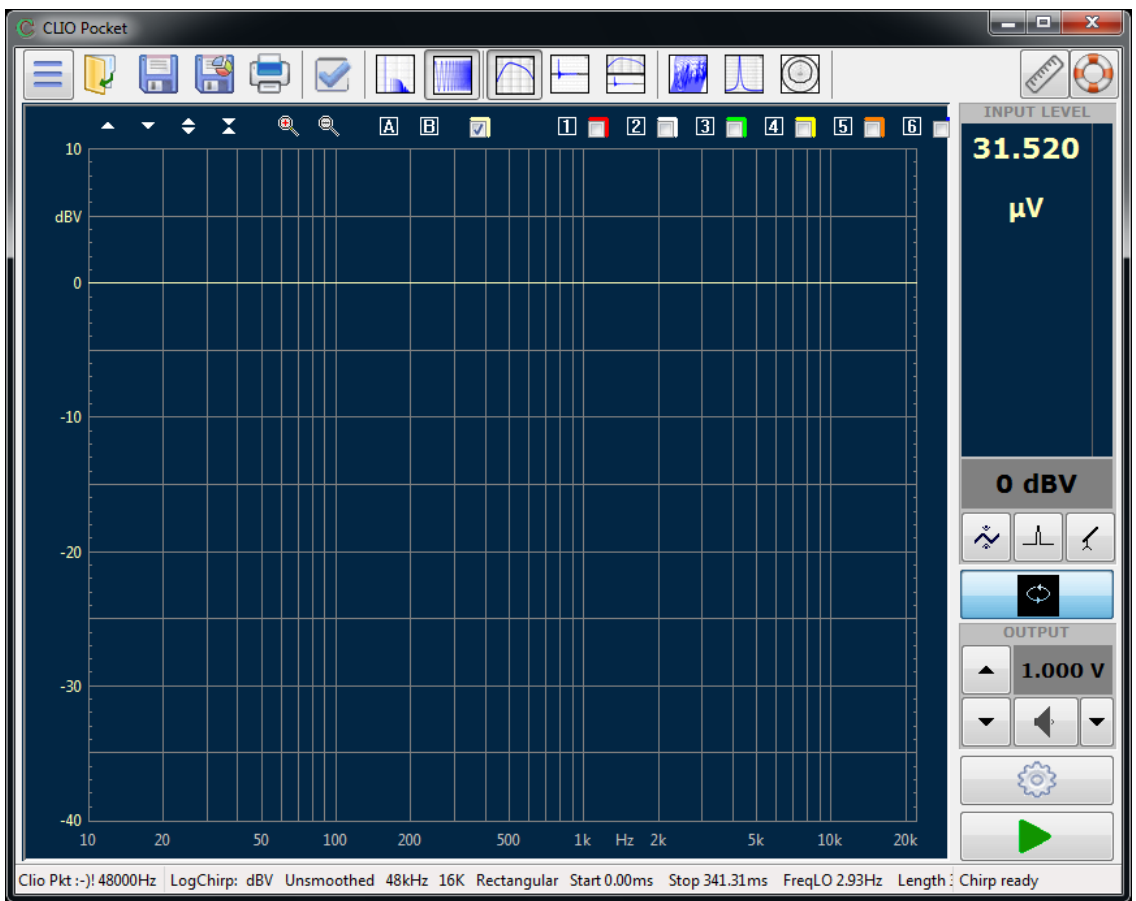 CLIO Pocket
INPUT LEVEL
A B 1 2 3 4 5 6
31.520
µV
10
dBV
0
-10
-20
-30
-40
10 20 50 100 200 500 1k Hz 2k 5k 10k 20k
0 dBV
OUTPUT
1.000 V
Clio Pkt :-)! 48000Hz LogChirp: dBV Unsmoothed 48kHz 16K Rectangular Start 0.00ms Stop 341.31ms FreqLO 2.93Hz Length Chirp ready